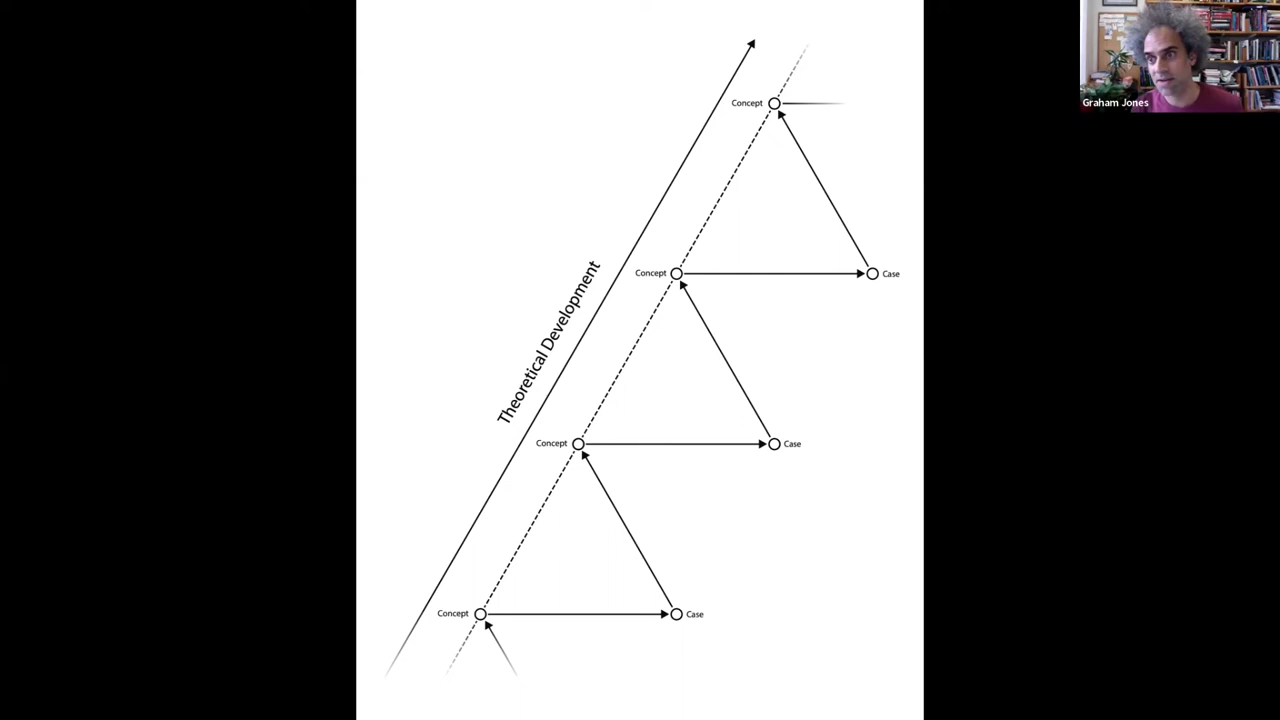 Graham Jones
Concept
Concept
Case
Theoretical Development
Concept
Case
Concept
Case